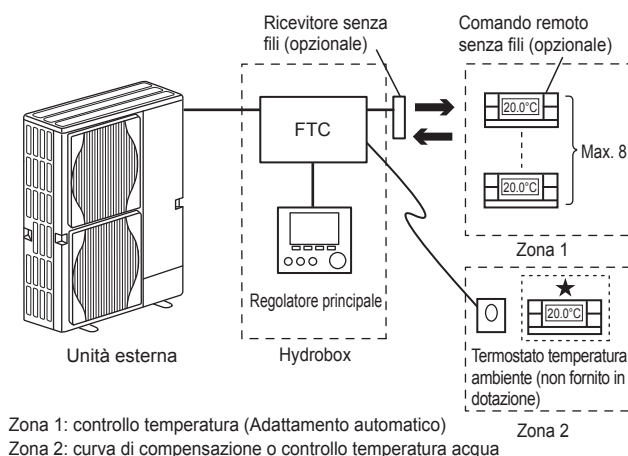 Ricevitore senza
fili (opzionale)
Comando remoto
senza fili (opzionale)
FTC
20.0°C
Max. 8
20.0°C
Zona 1
Regolatore principale
Unità esterna
Hydrobox
★
20.0°C
Termostato temperatura
ambiente (non fornito in
dotazione)
Zona 2
Zona 1: controllo temperatura (Adattamento automatico)
Zona 2: curva di compensazione o controllo temperatura acqua